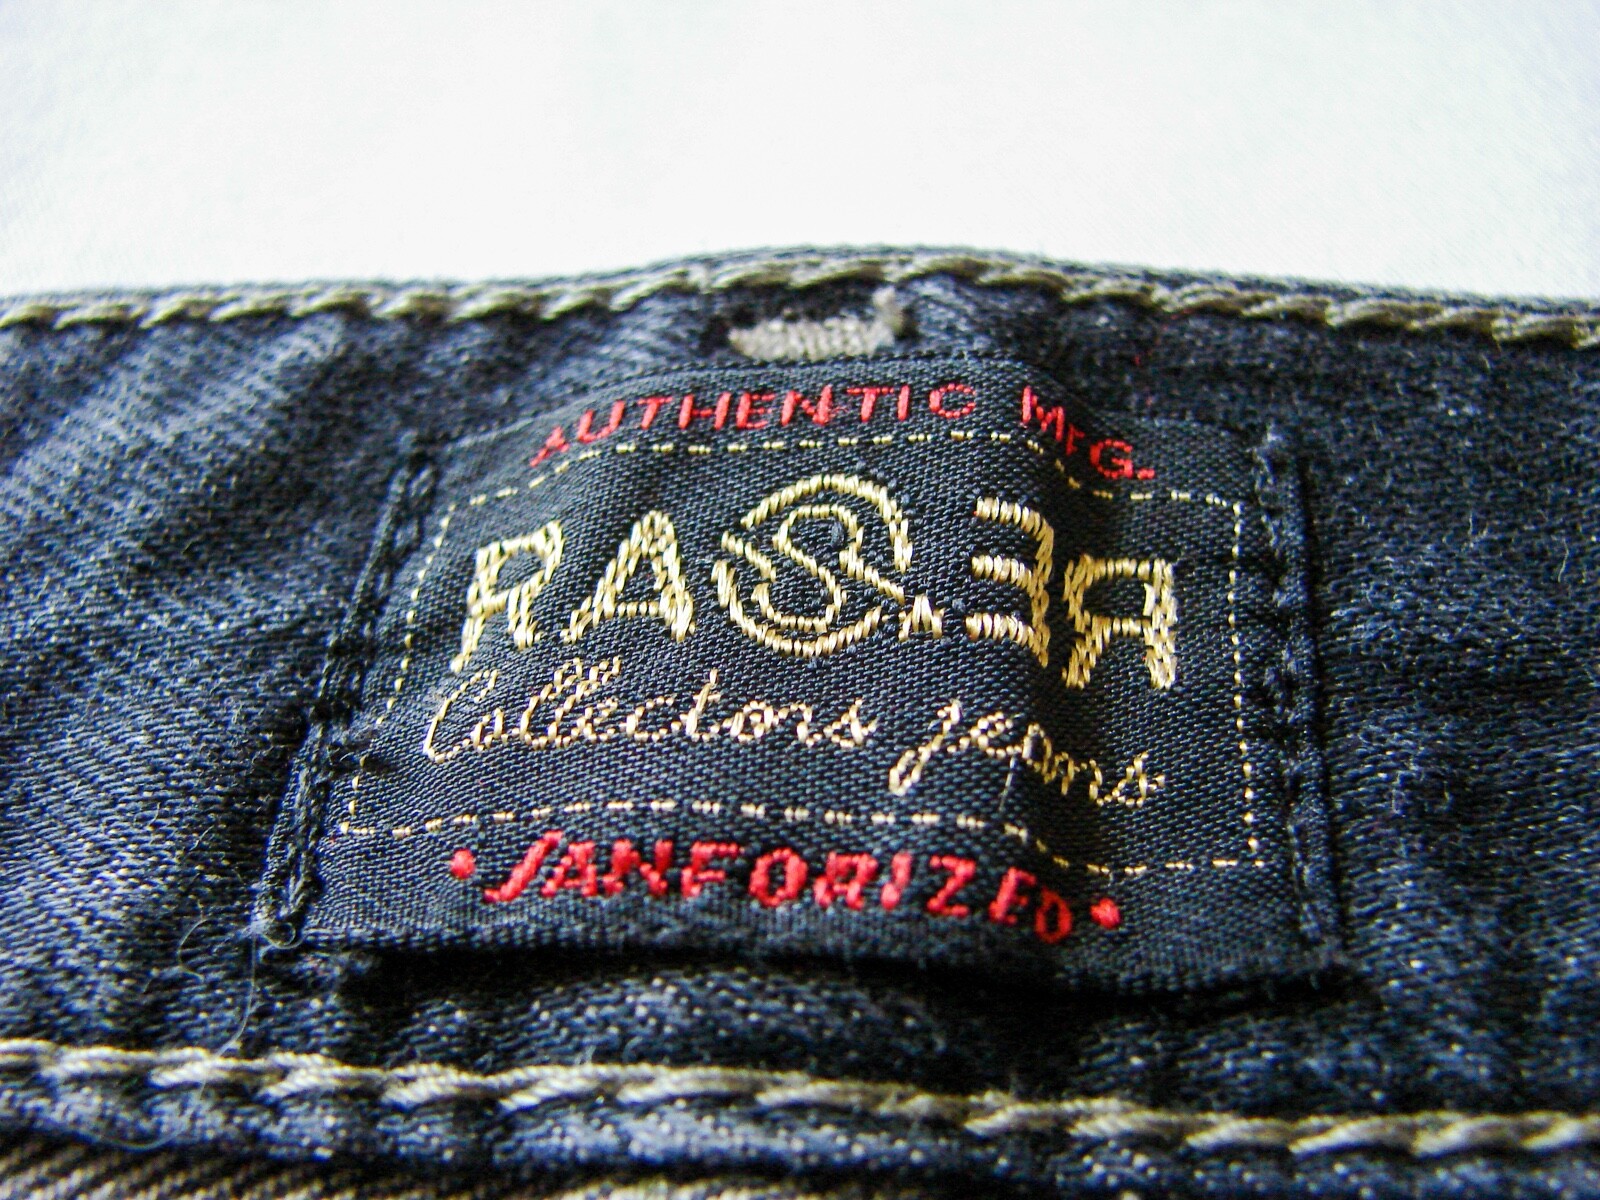 AUTHENTIC MFG.
RASER
Collectors jeans
•SANFORIZED•